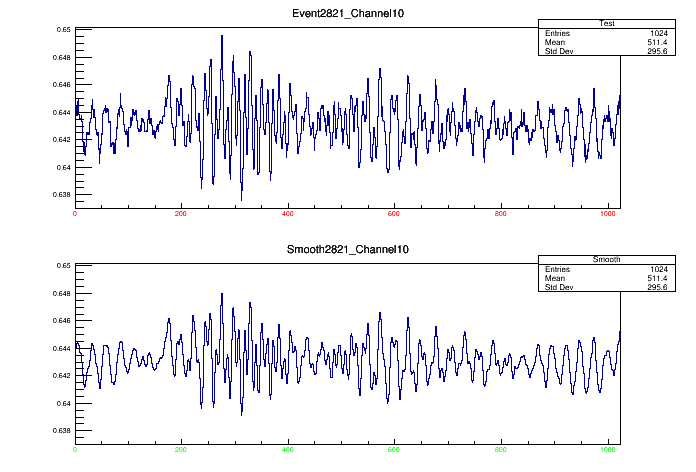 Event2821_Channel10
Test
Entries 1024
Mean 511.4
Std Dev 295.6
0.65
0.648
0.646
0.644
0.642
0.64
0.638
0 200 400 600 800 1000
Smooth2821_Channel10
Smooth
Entries 1024
Mean 511.4
Std Dev 295.6
0.65
0.648
0.646
0.644
0.642
0.64
0.638
0 200 400 600 800 1000